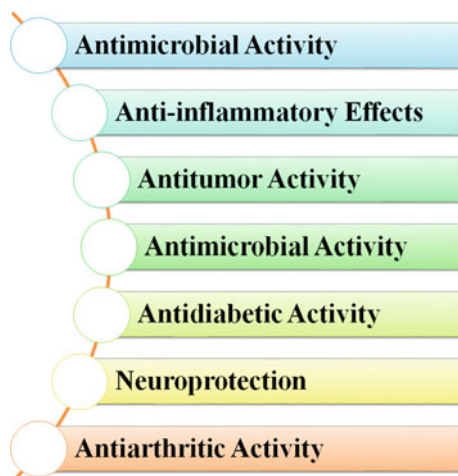 Antimicrobial Activity
Anti-inflammatory Effects
Antitumor Activity
Antimicrobial Activity
Antidiabetic Activity
Neuroprotection
Antiarthritic Activity